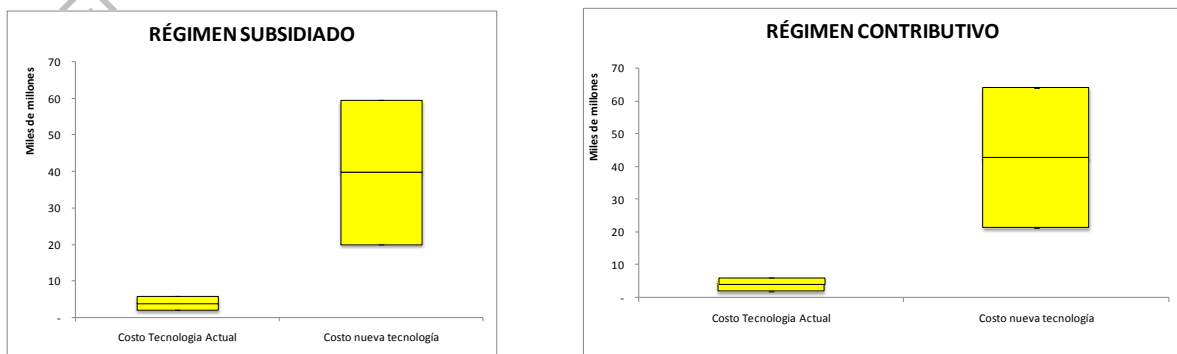 RÉGIMEN SUBSIDIADO
Miles de millones
70
60
50
40
30
20
10
-
Costo Tecnologia Actual
Costo nueva tecnología
RÉGIMEN CONTRIBUTIVO
Miles de millones
70
60
50
40
30
20
10
-
Costo Tecnologia Actual
Costo nueva tecnología